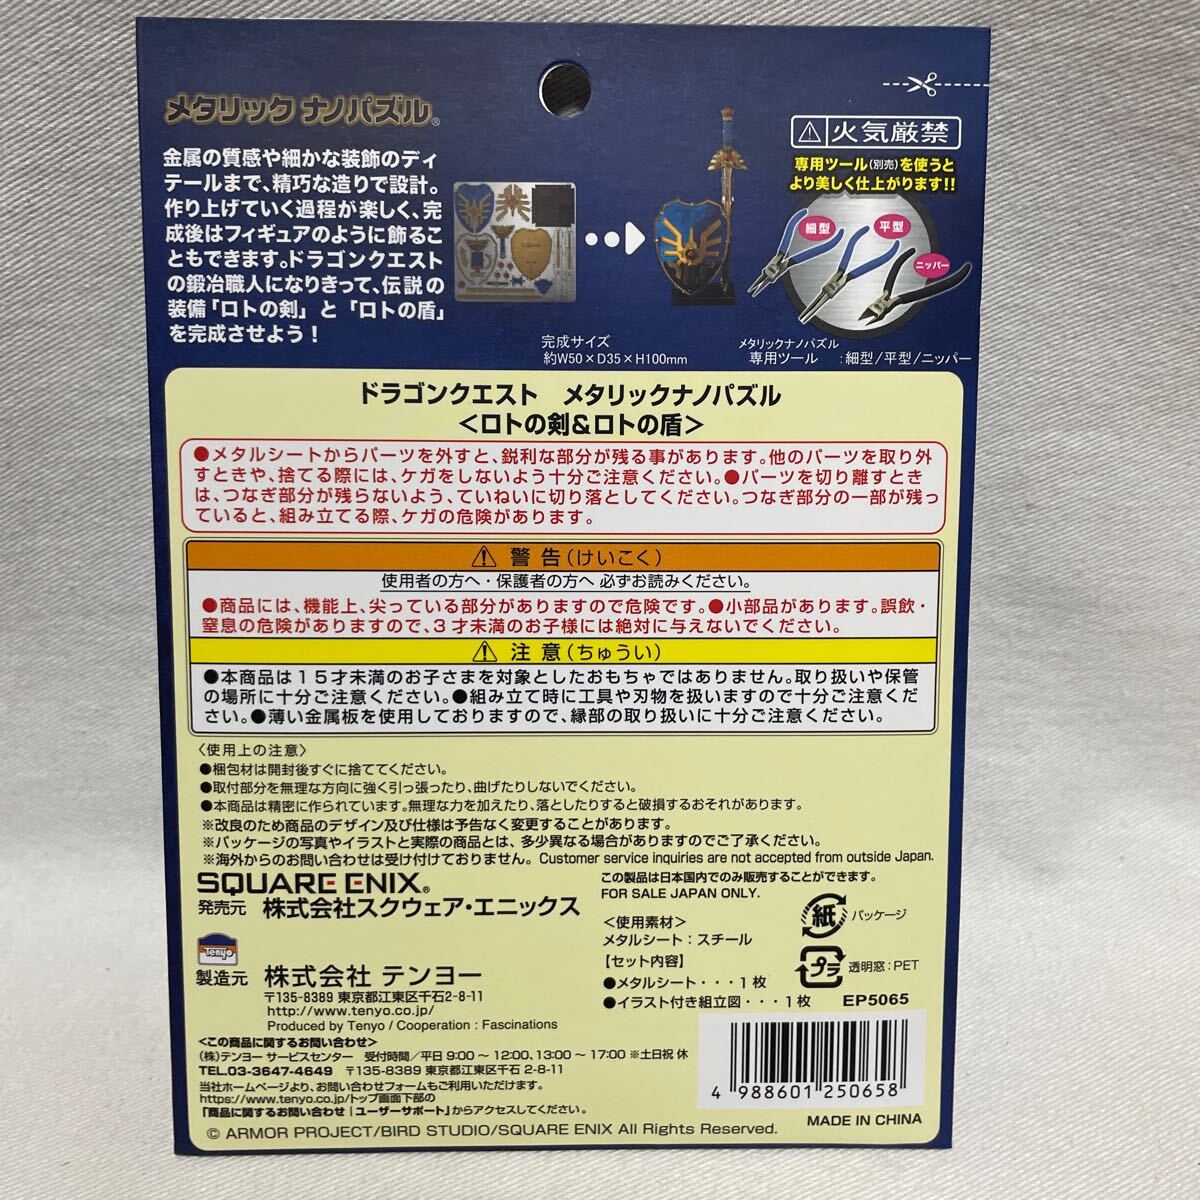 メタリック ナノパズル®
金属の質感や細かな装飾のディ
テールまで、精巧な造りで設計。
作り上げていく過程が楽しく、完
成後はフィギュアのように飾るこ
ともできます。ドラゴンクエスト
の鍛冶職人になりきって、伝説の
装備「ロトの剣」と「ロトの盾」
を完成させよう！
完成サイズ
約W50×D35×H100mm
⚠火気厳禁
専用ツール(別売)を使うと
より美しく仕上がります!!
細型
平型
ニッパー
メタリックナノパズル
専用ツール :細型/平型/ニッパー
ドラゴンクエスト メタリックナノパズル
<ロトの剣&ロトの盾>
●メタルシートからパーツを外すと、鋭利な部分が残る事があります。他のパーツを取り外
すときや、捨てる際には、ケガをしないよう十分ご注意ください。●パーツを切り離すとき
は、つなぎ部分が残らないよう、ていねいに切り落としてください。つなぎ部分の一部が残っ
ていると、組み立てる際、ケガの危険があります。
⚠ 警告(けいこく)
使用者の方へ・保護者の方へ 必ずお読みください。
●商品には、機能上、尖っている部分がありますので危険です。●小部品があります。誤飲・
窒息の危険がありますので、3才未満のお子様には絶対に与えないでください。
⚠ 注意(ちゅうい)
●本商品は15才未満のお子さまを対象としたおもちゃではありません。取り扱いや保管
の場所に十分ご注意ください。●組み立て時に工具や刃物を扱いますので十分ご注意くだ
さい。●薄い金属板を使用しておりますので、縁部の取り扱いに十分ご注意ください。
〈使用上の注意〉
●梱包材は開封後すぐに捨ててください。
●取付部分を無理な方向に強く引っ張ったり、曲げたりしないでください。
●本商品は精密に作られています。無理な力を加えたり、落としたりすると破損するおそれがあります。
※改良のため商品のデザイン及び仕様は予告なく変更することがあります。
※パッケージの写真やイラストと実際の商品とは、多少異なる場合がありますのでご了承ください。
※海外からのお問い合わせは受け付けておりません。Customer service inquiries are not accepted from outside Japan.
SQUARE ENIX®
発売元 株式会社スクウェア・エニックス
この製品は日本国内でのみ販売することができます。
FOR SALE JAPAN ONLY.
Tenyo
製造元 株式会社 テンヨー
〒135-8389 東京都江東区千石2-8-11
http://www.tenyo.co.jp/
Produced by Tenyo / Cooperation : Fascinations
<使用素材>
メタルシート：スチール
【セット内容】
●メタルシート・・・1枚
●イラスト付き組立図・・・1枚
紙 パッケージ
プラ 透明窓：PET
EP5065
<この商品に関するお問い合わせ>
(株)テンヨー サービスセンター 受付時間/平日 9:00～12:00、13:00～17:00 ※土日祝 休
TEL.03-3647-4649 〒135-8389 東京都江東区千石 2-8-11
当社ホームページより、お問い合わせフォームもご利用いただけます。
https://www.tenyo.co.jp/トップ画面下部の
「商品に関するお問い合わせ|ユーザーサポート」からアクセスしてください。
4 988601 250658
MADE IN CHINA
© ARMOR PROJECT/BIRD STUDIO/SQUARE ENIX All Rights Reserved.